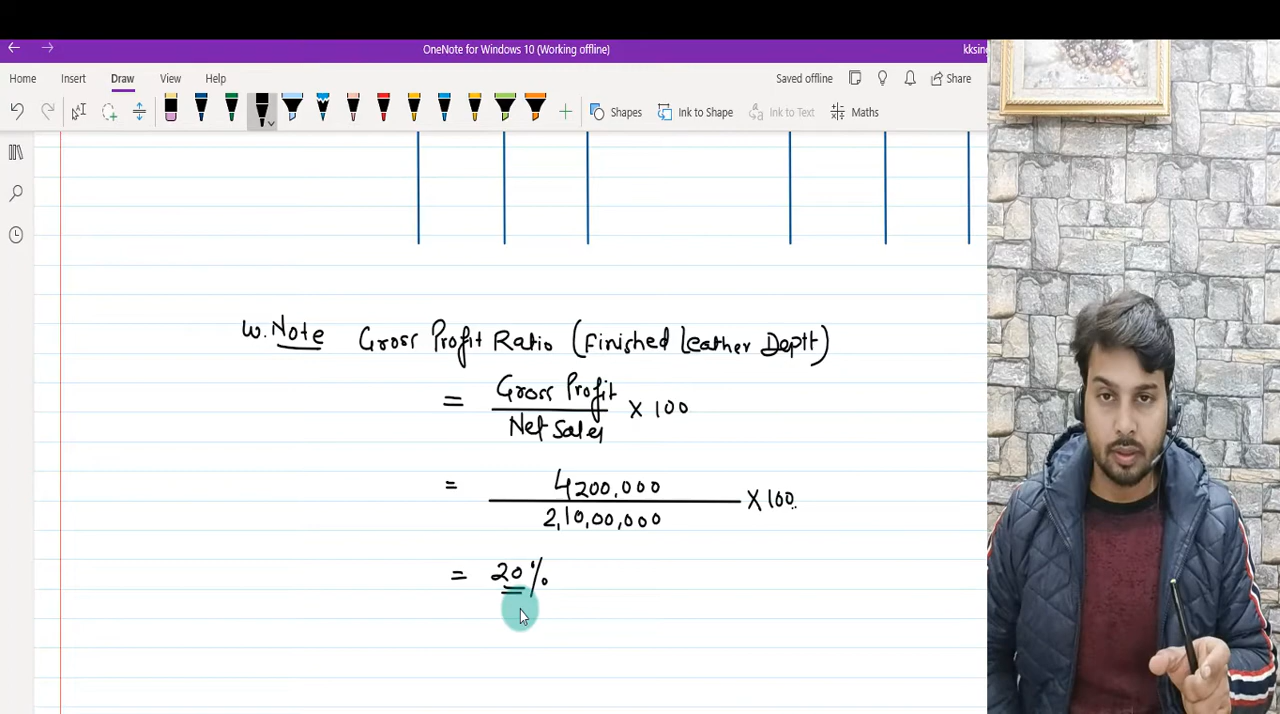 OneNote for Windows 10 (Working offline)
kksing
Home Insert Draw View Help
Saved offline Share
Shapes Ink to Shape Ink to Text Maths
W. Note Gross Profit Ratio (Finished Leather Deptt)
= Gross Profit / Net Sales X 100
= 4200,000 / 2,10,00,000 X 100
= 20%